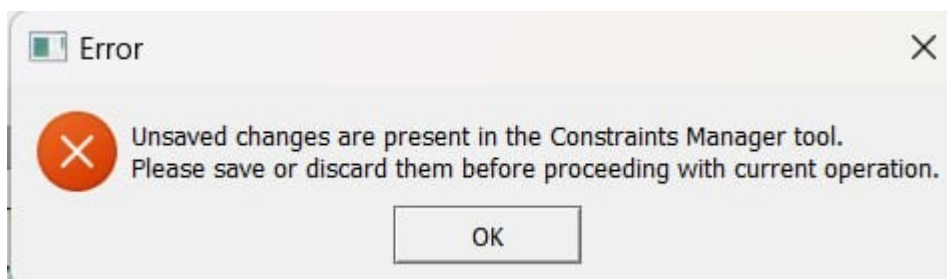 Error
Unsaved changes are present in the Constraints Manager tool.
Please save or discard them before proceeding with current operation.
OK